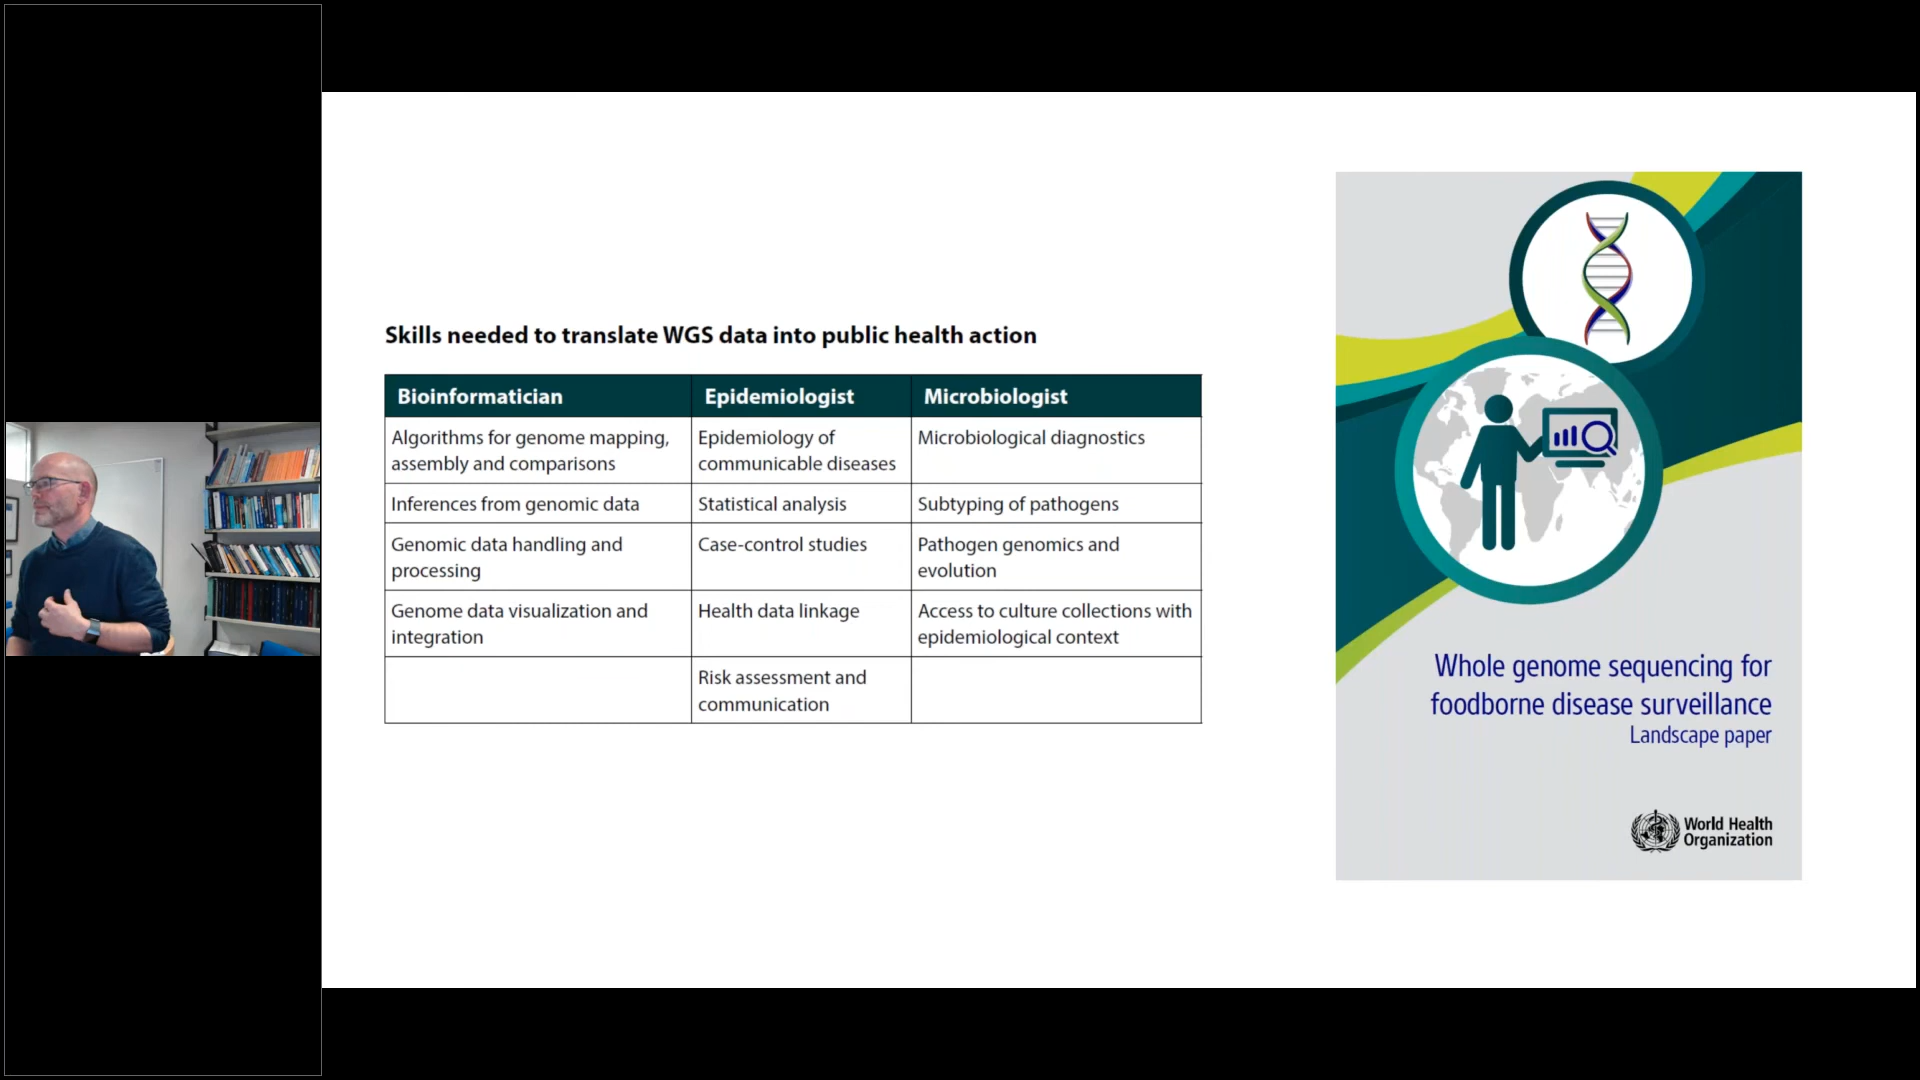 Skills needed to translate WGS data into public health action
Bioinformatician
Epidemiologist
Microbiologist
Algorithms for genome mapping,
assembly and comparisons
Epidemiology of
communicable diseases
Microbiological diagnostics
Inferences from genomic data
Statistical analysis
Subtyping of pathogens
Genomic data handling and
processing
Case-control studies
Pathogen genomics and
evolution
Genome data visualization and
integration
Health data linkage
Access to culture collections with
epidemiological context
Risk assessment and
communication
Whole genome sequencing for
foodborne disease surveillance
Landscape paper
World Health
Organization